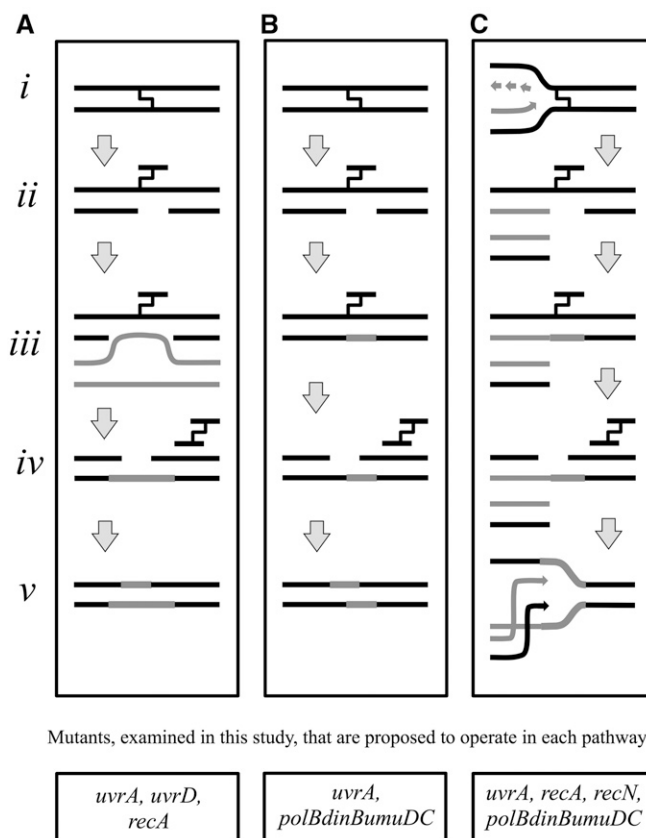 A
B
C
i
ii
iii
iv
v
Mutants, examined in this study, that are proposed to operate in each pathway
uvrA, uvrD,
recA
uvrA,
polBdinBumuDC
uvrA, recA, recN,
polBdinBumuDC